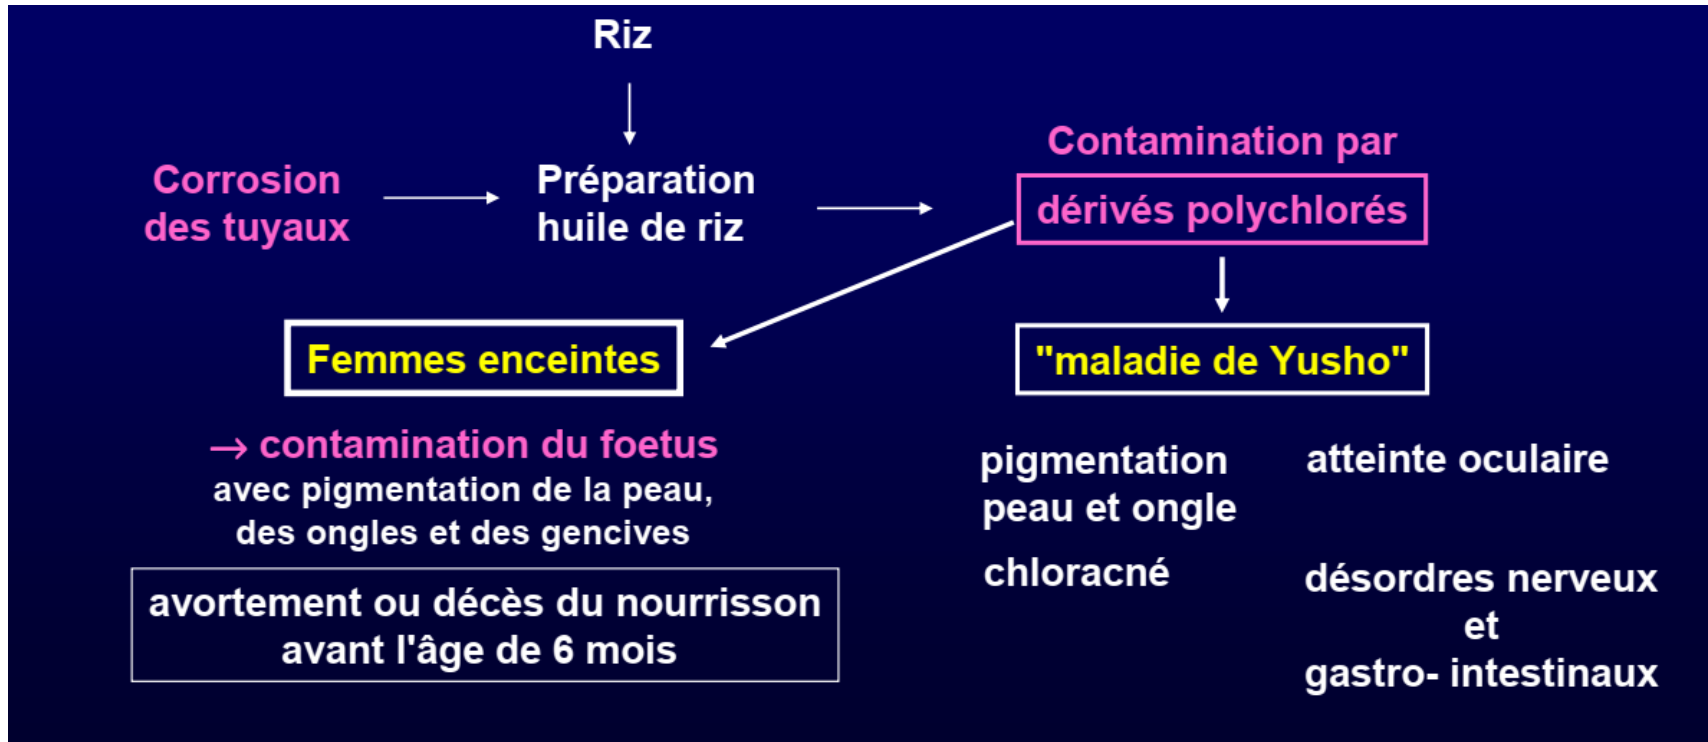 Riz
Corrosion
des tuyaux
Préparation
huile de riz
Contamination par
dérivés polychlorés
Femmes enceintes
→ contamination du foetus
avec pigmentation de la peau,
des ongles et des gencives
avortement ou décès du nourrisson
avant l'âge de 6 mois
"maladie de Yusho"
pigmentation
peau et ongle
atteinte oculaire
chloracné
désordres nerveux
et
gastro- intestinaux